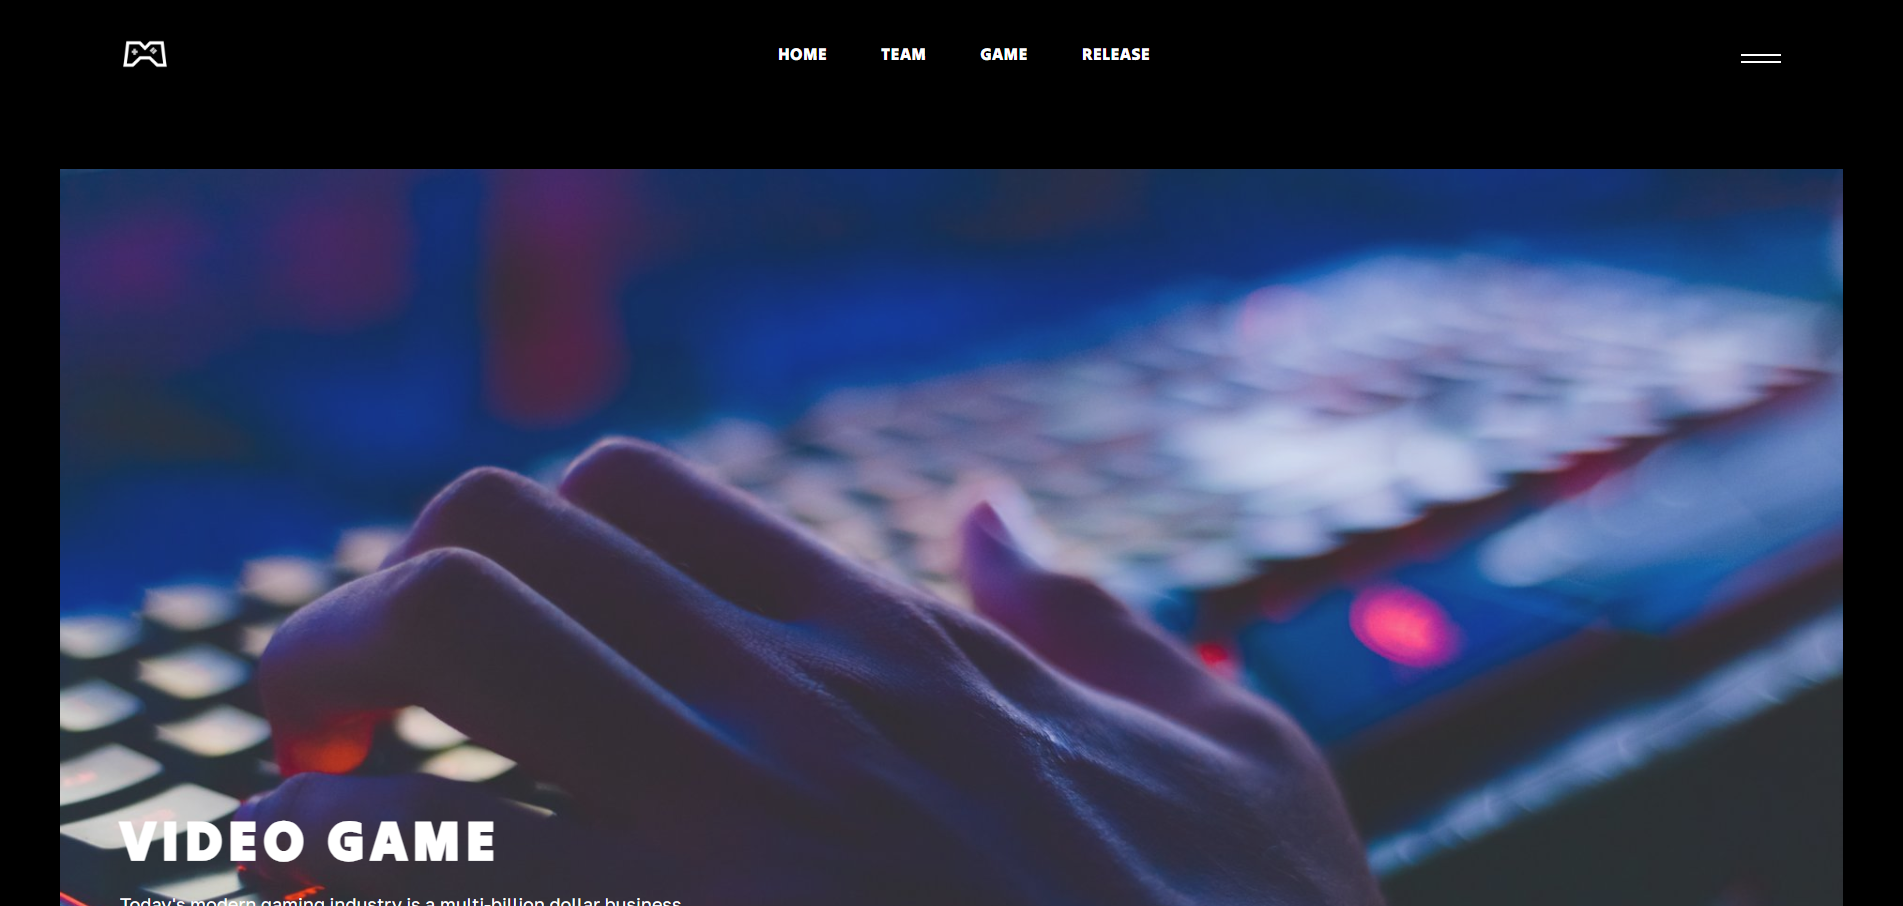 HOME TEAM GAME RELEASE
VIDEO GAME
Today's modern gaming industry is a multi-billion dollar business